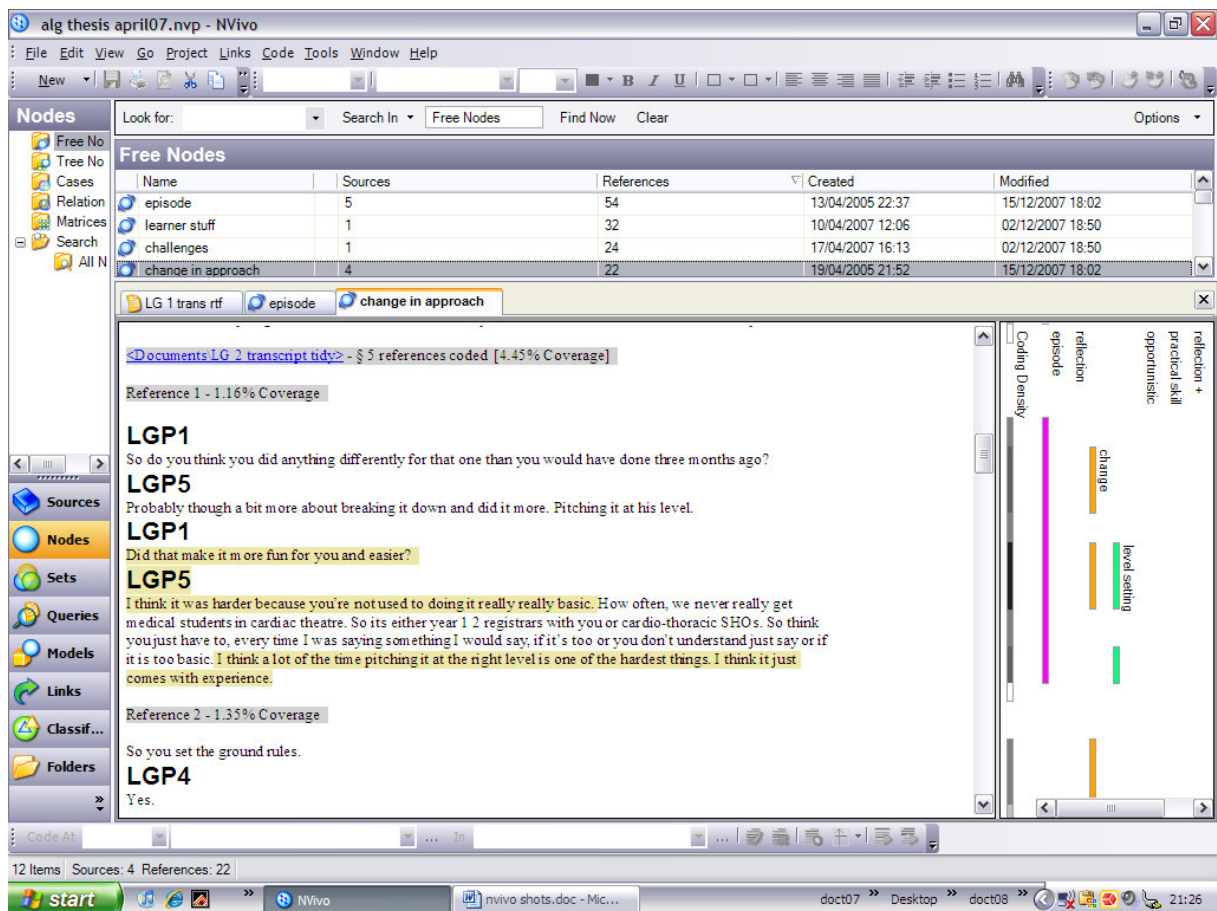 alg thesis april07.nvp - NVivo
File Edit View Go Project Links Code Tools Window Help
New B I U
Nodes
Look for: Search In Free Nodes Find Now Clear Options
Free No
Tree No
Cases
Relation
Matrices
Search
All N
Free Nodes
Name Sources References Created Modified
episode 5 54 13/04/2005 22:37 15/12/2007 18:02
learner stuff 1 32 10/04/2007 12:06 02/12/2007 18:50
challenges 1 24 17/04/2007 16:13 02/12/2007 18:50
change in approach 4 22 19/04/2005 21:52 15/12/2007 18:02
LG 1 trans rtf episode change in approach
<Documents\LG 2 transcript tidy> - § 5 references coded [4.45% Coverage]
Reference 1 - 1.16% Coverage
LGP1
So do you think you did anything differently for that one than you would have done three months ago?
LGP5
Probably though a bit more about breaking it down and did it more. Pitching it at his level.
LGP1
Did that make it more fun for you and easier?
LGP5
I think it was harder because you're not used to doing it really really basic. How often, we never really get
medical students in cardiac theatre. So its either year 1 2 registrars with you or cardio-thoracic SHOs. So think
you just have to, every time I was saying something I would say, if it's too or you don't understand just say or if
it is too basic. I think a lot of the time pitching it at the right level is one of the hardest things. I think it just
comes with experience.
Reference 2 - 1.35% Coverage
So you set the ground rules.
LGP4
Yes.
Coding Density
episode
reflection
change
level setting
opportunistic
practical skill
reflection +
Sources
Nodes
Sets
Queries
Models
Links
Classif...
Folders
»
Code At ... In ...
12 Items Sources: 4 References: 22
start » NVivo nvivo shots.doc - Mic... doct07 » Desktop » doct08 » 21:26